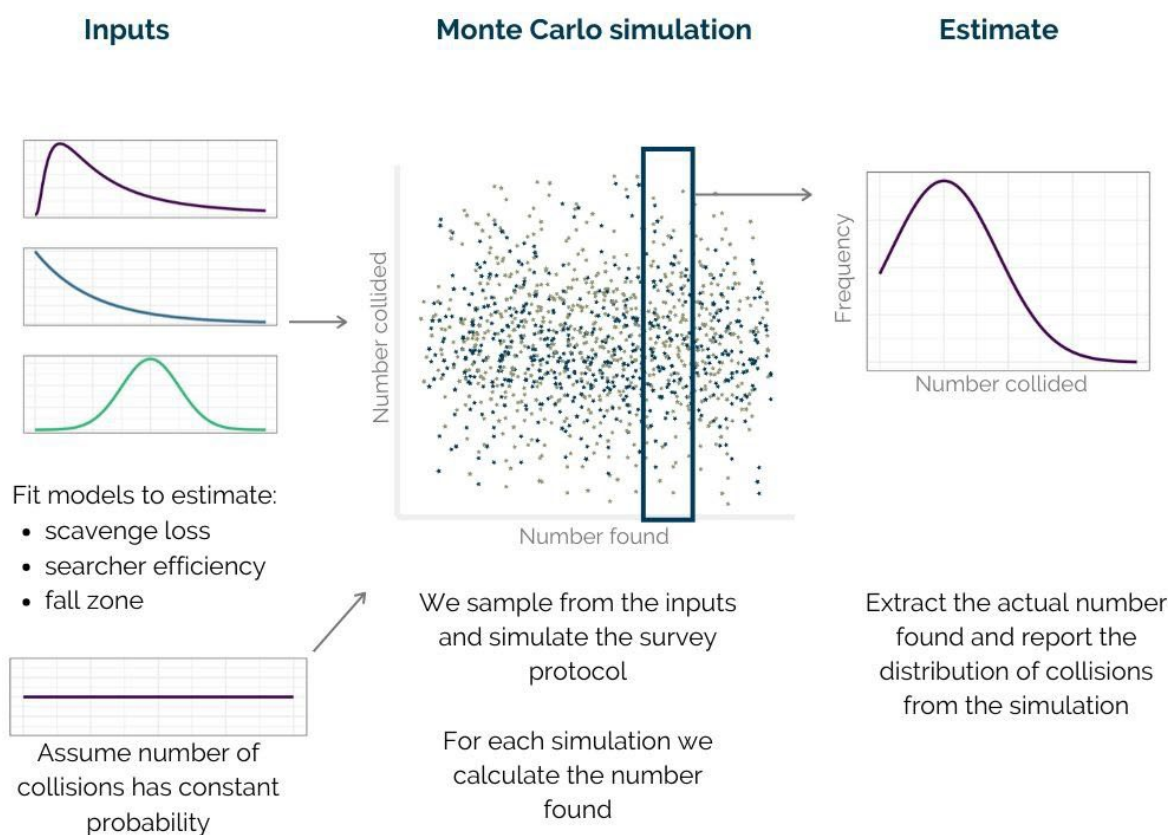 Inputs
Monte Carlo simulation
Estimate
Number collided
Number found
Frequency
Number collided
Fit models to estimate:
• scavenge loss
• searcher efficiency
• fall zone
Assume number of
collisions has constant
probability
We sample from the inputs
and simulate the survey
protocol
For each simulation we
calculate the number
found
Extract the actual number
found and report the
distribution of collisions
from the simulation